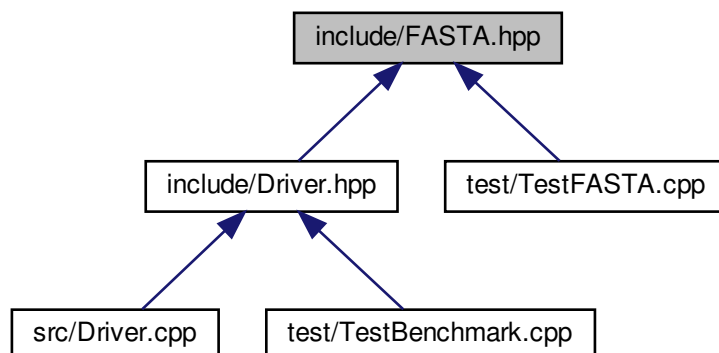 include/FASTA.hpp
include/Driver.hpp
test/TestFASTA.cpp
src/Driver.cpp
test/TestBenchmark.cpp